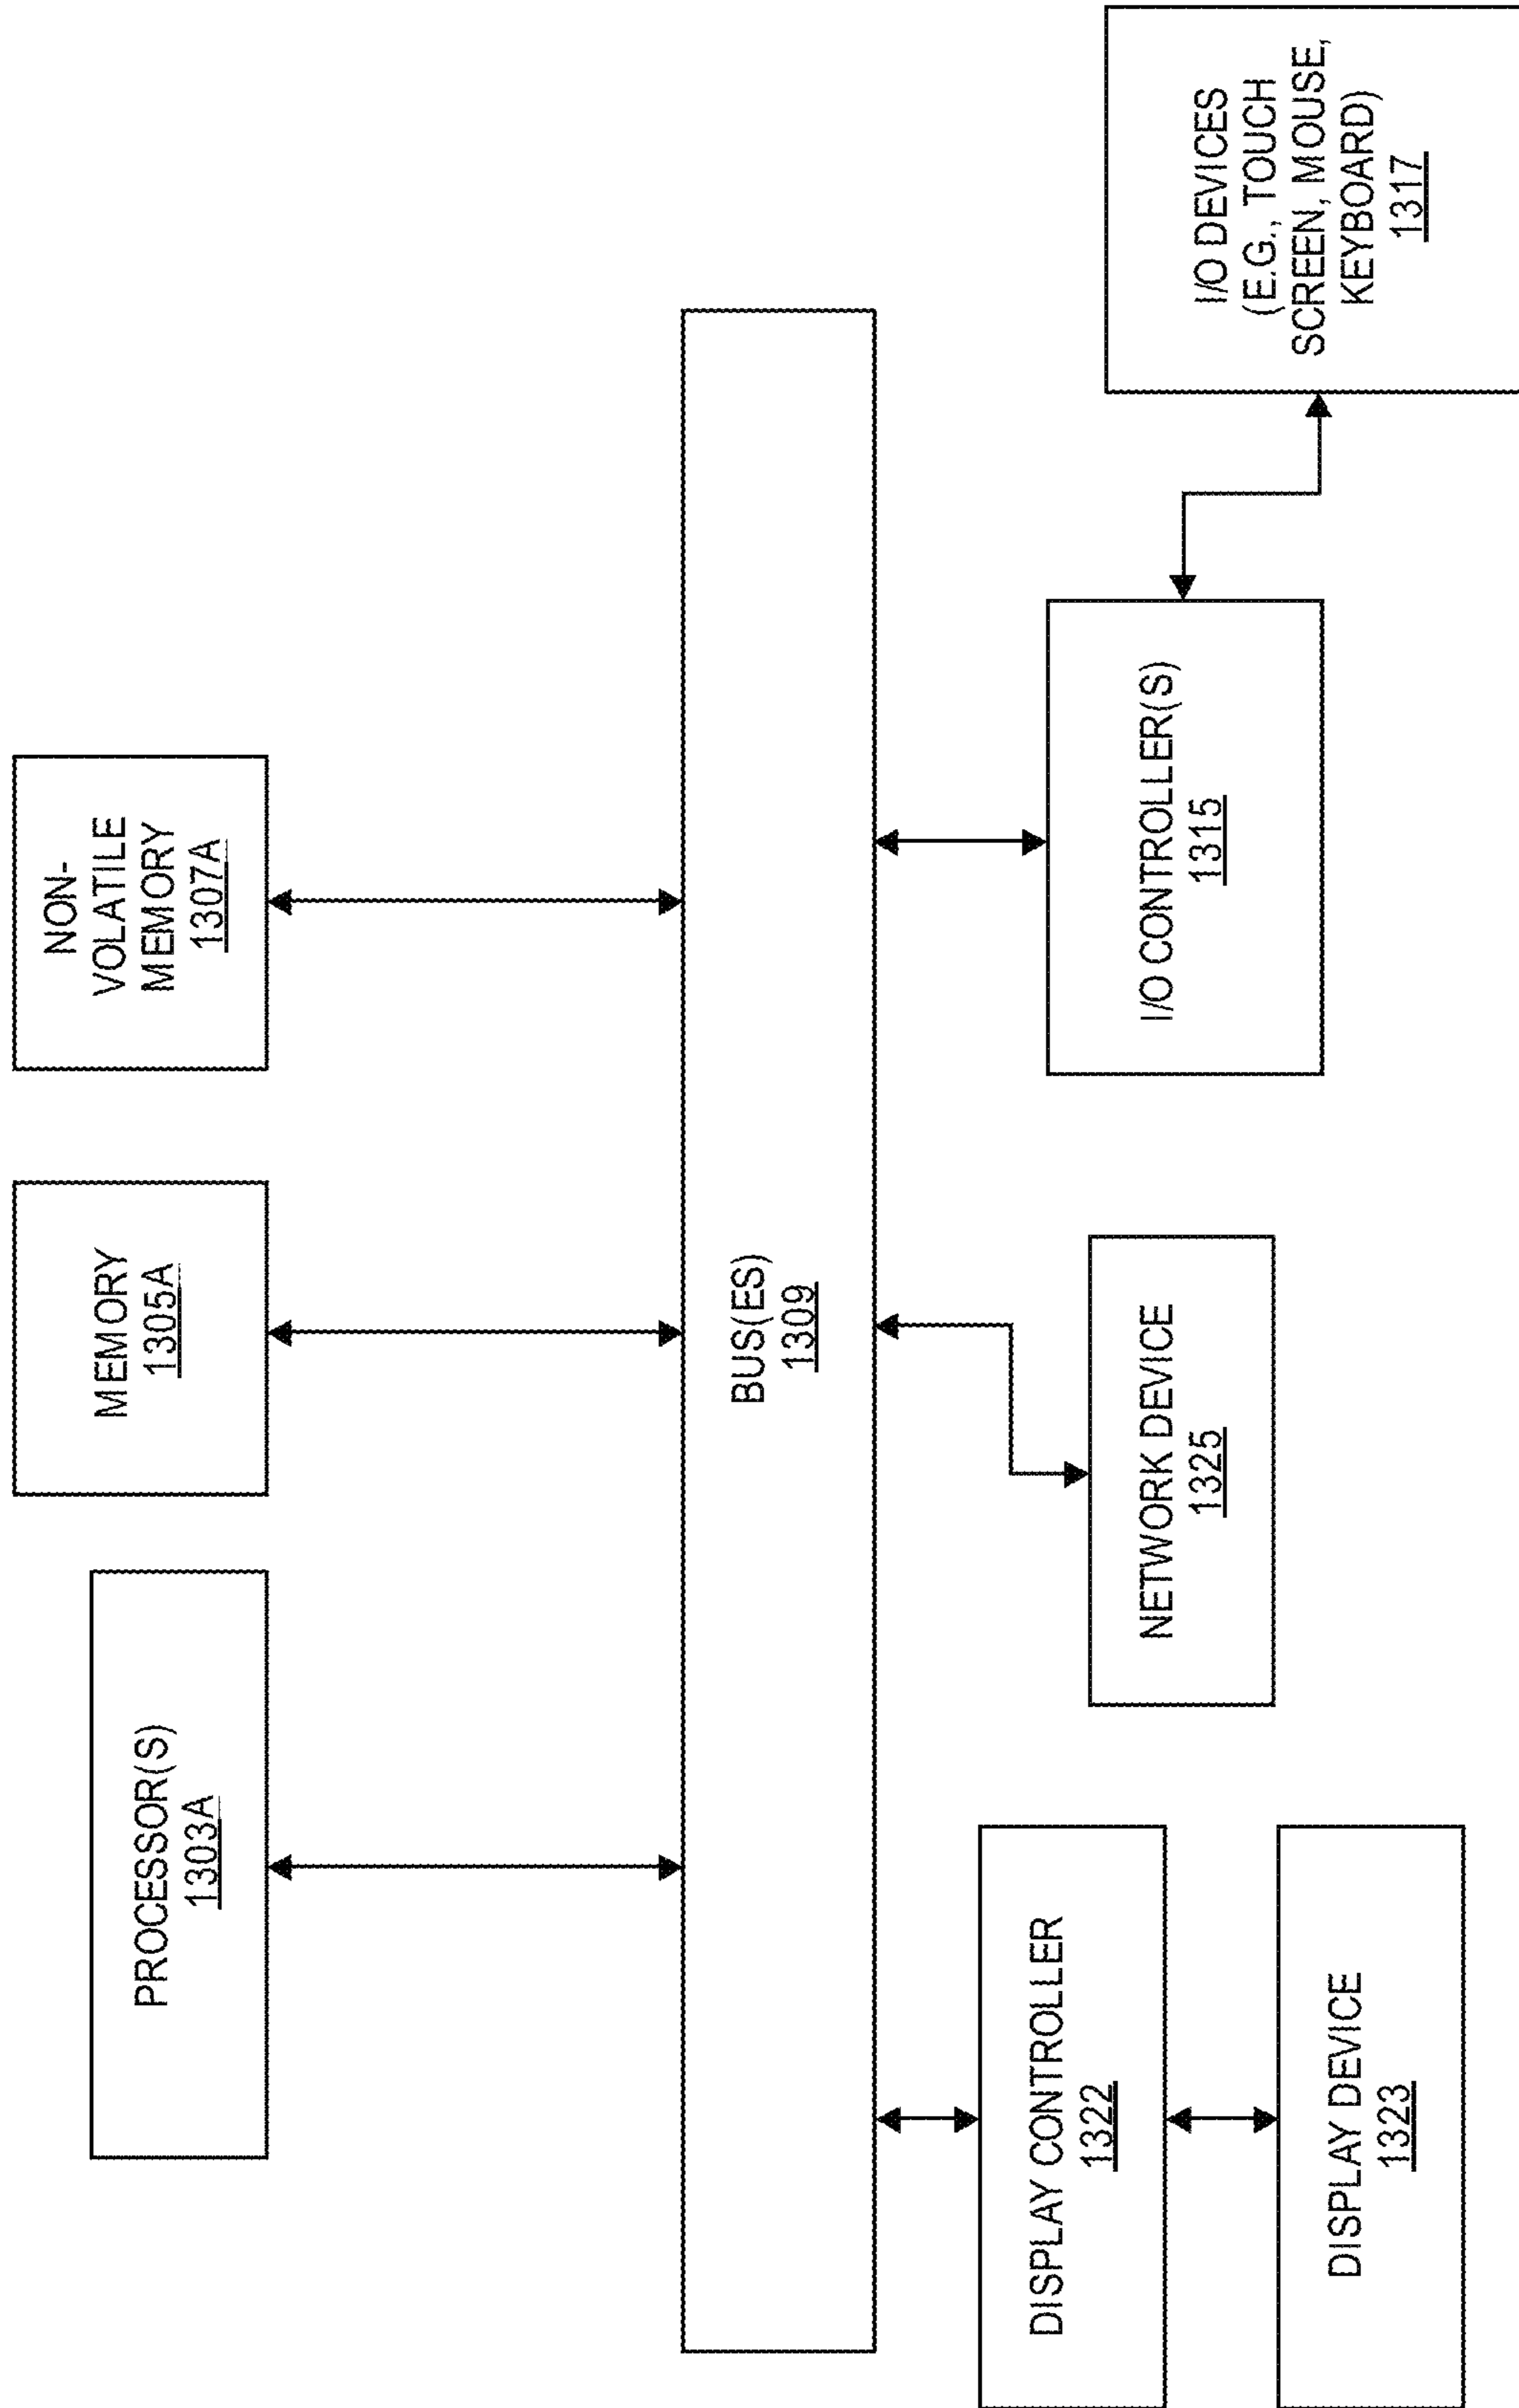 PROCESSOR(S)
1303A
MEMORY
1305A
NON-
VOLATILE
MEMORY
1307A
BUS(ES)
1309
DISPLAY CONTROLLER
1322
NETWORK DEVICE
1325
I/O CONTROLLER(S)
1315
DISPLAY DEVICE
1323
I/O DEVICES
(E.G., TOUCH
SCREEN, MOUSE,
KEYBOARD)
1317